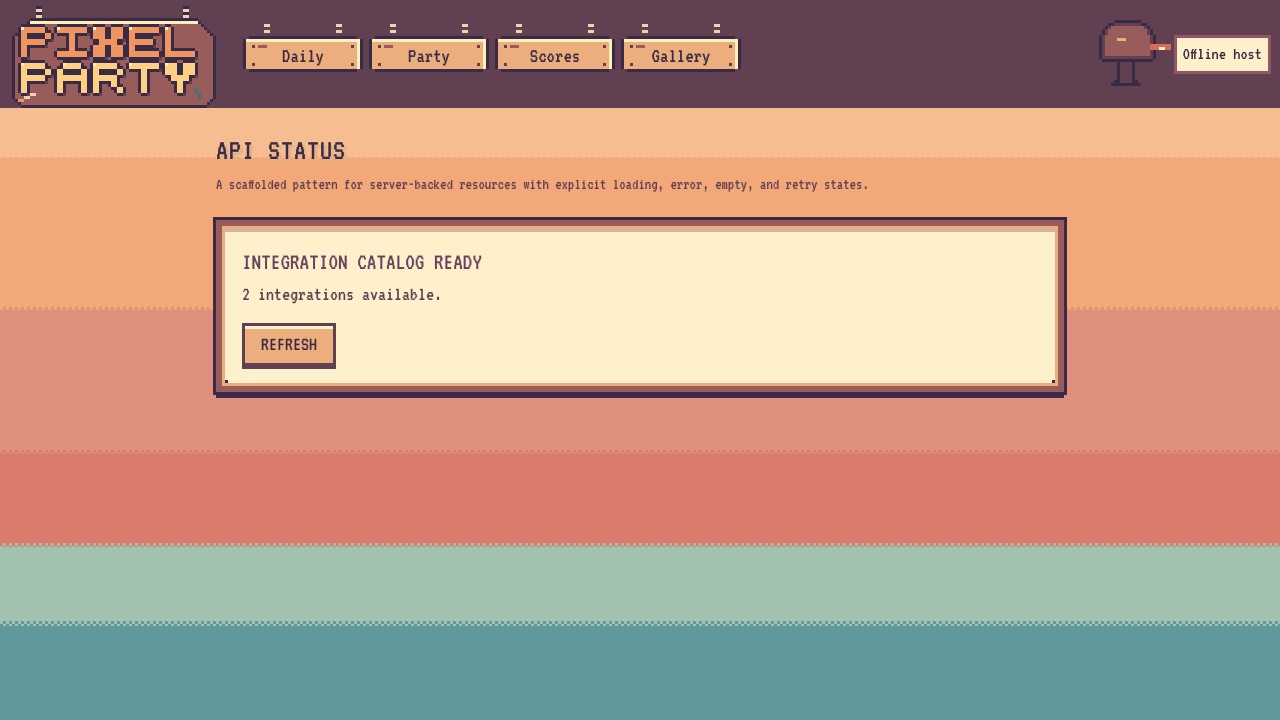 PIXEL
PARTY
Daily
Party
Scores
Gallery
Offline host
API STATUS
A scaffolded pattern for server-backed resources with explicit loading, error, empty, and retry states.
INTEGRATION CATALOG READY
2 integrations available.
REFRESH